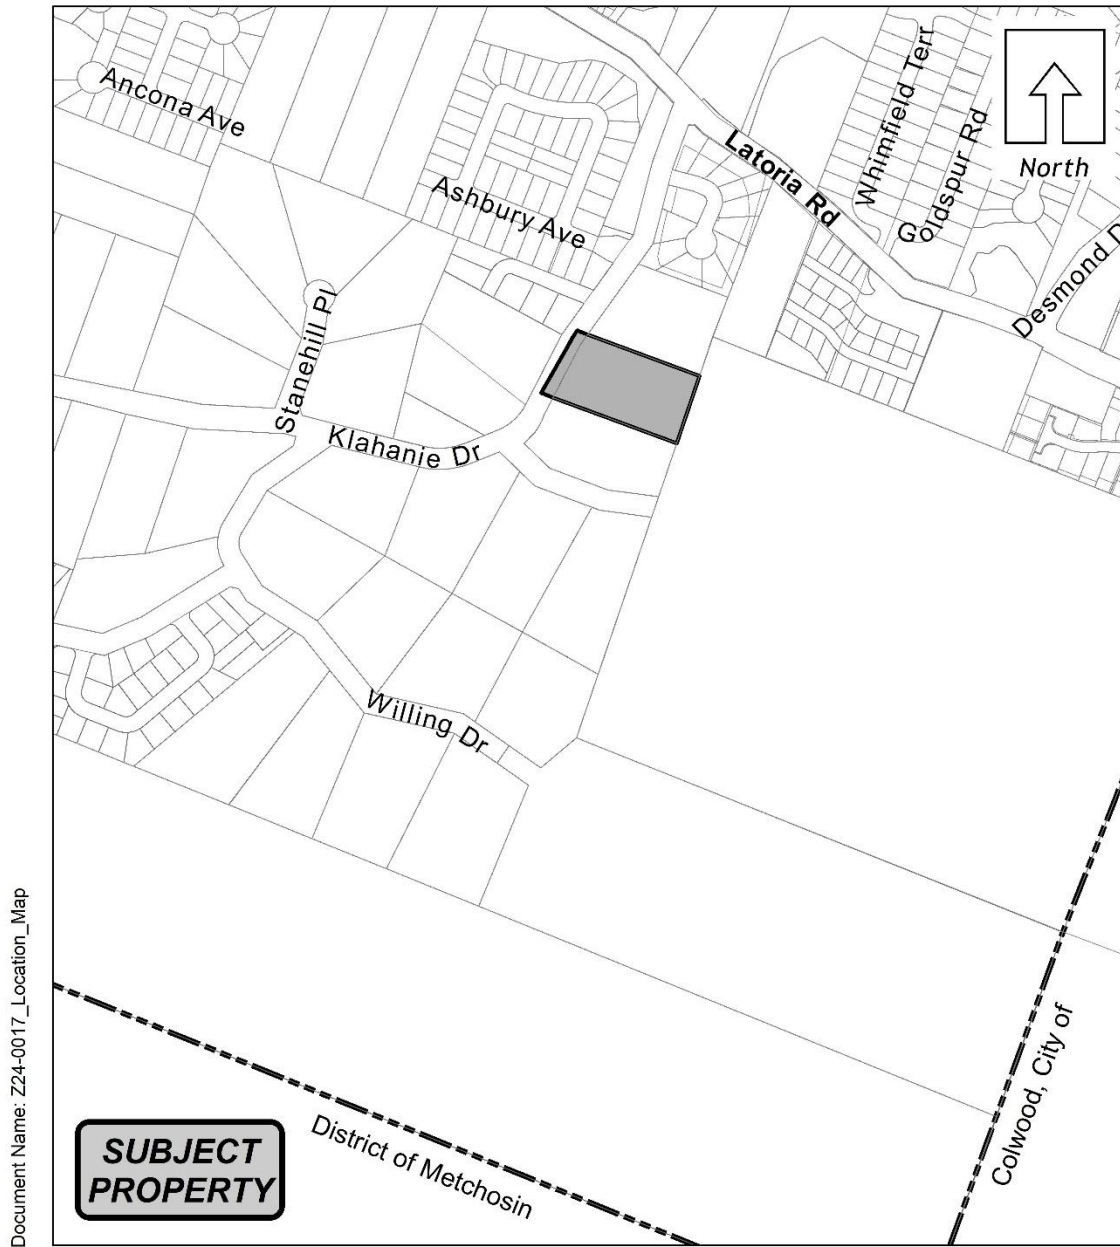 Ancona Ave
Ashbury Ave
Latoria Rd
Whimfield Terr
Goldspur Rd
North
Desmond D
Stanehill Pl
Klahanie Dr
Willing Dr
Colwood, City of
District of Metchosin
SUBJECT
PROPERTY
Document Name: Z24-0017_Location_Map